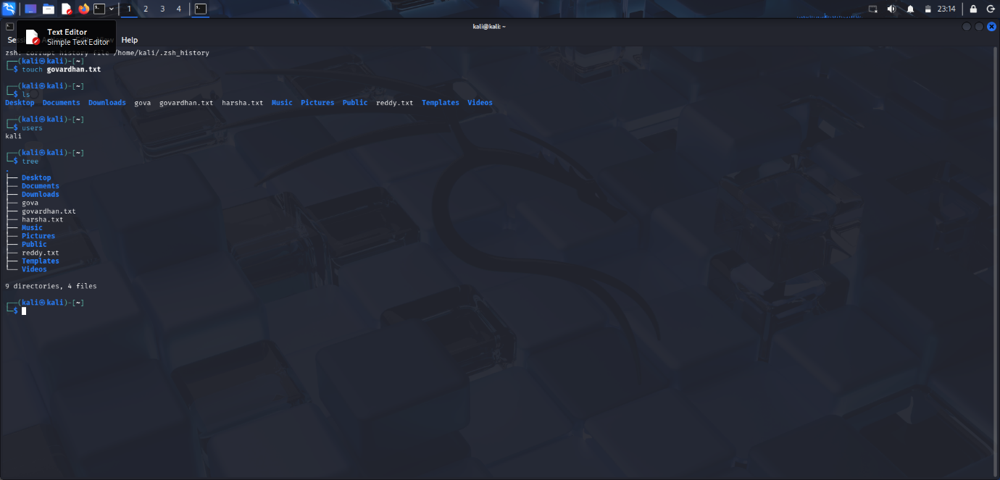 1 2 3 4 23:14
kali@kali: ~
Text Editor
Simple Text Editor
Help
zsh: corrupt history file /home/kali/.zsh_history
┌──(kali㉿kali)-[~]
└─$ touch govardhan.txt
┌──(kali㉿kali)-[~]
└─$ ls
Desktop Documents Downloads gova govardhan.txt harsha.txt Music Pictures Public reddy.txt Templates Videos
┌──(kali㉿kali)-[~]
└─$ users
kali
┌──(kali㉿kali)-[~]
└─$ tree
.
├── Desktop
├── Documents
├── Downloads
├── gova
├── govardhan.txt
├── harsha.txt
├── Music
├── Pictures
├── Public
├── reddy.txt
├── Templates
└── Videos
9 directories, 4 files
┌──(kali㉿kali)-[~]
└─$